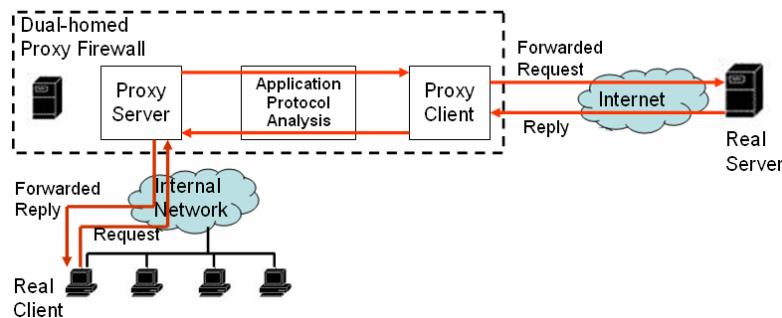 Dual-homed
Proxy Firewall
Proxy
Server
Application
Protocol
Analysis
Proxy
Client
Forwarded
Request
Internet
Reply
Real
Server
Forwarded
Reply
Internal
Network
Request
Real
Client